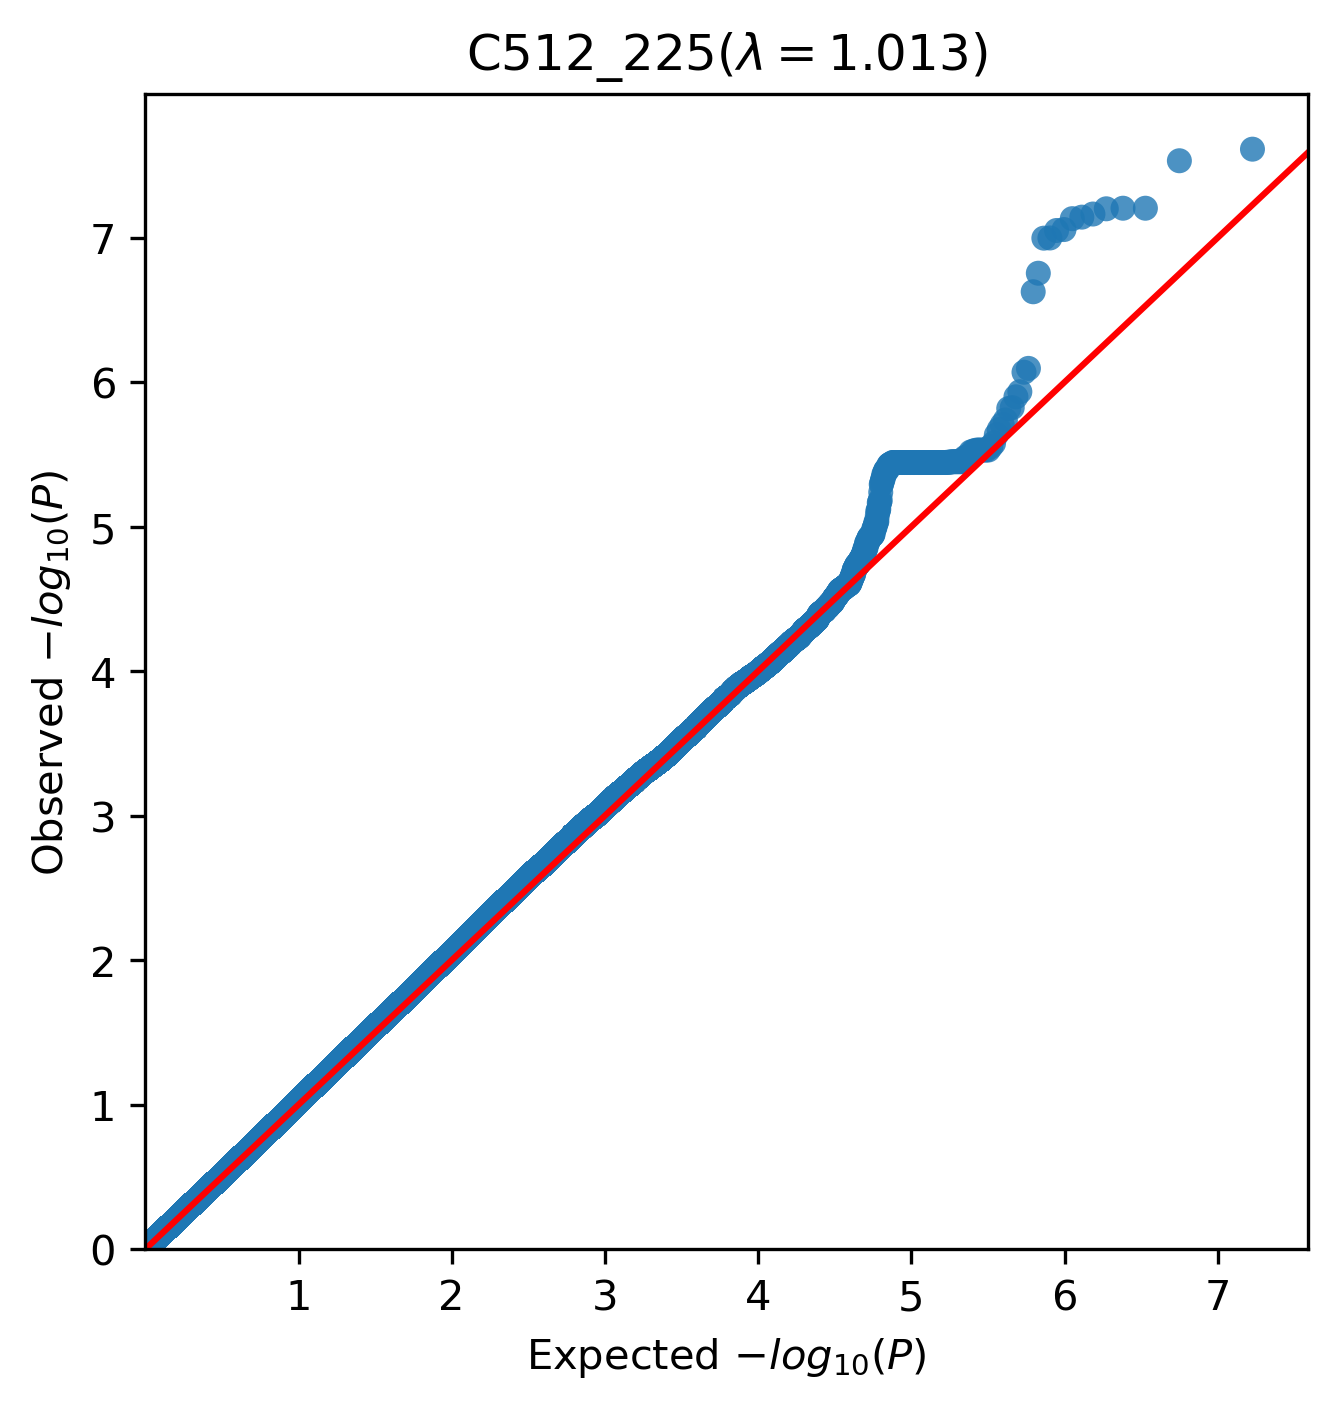 C512_225(λ = 1.013)
Observed −log₁₀(P)
7
6
5
4
3
2
1
0
1 2 3 4 5 6 7
Expected −log₁₀(P)